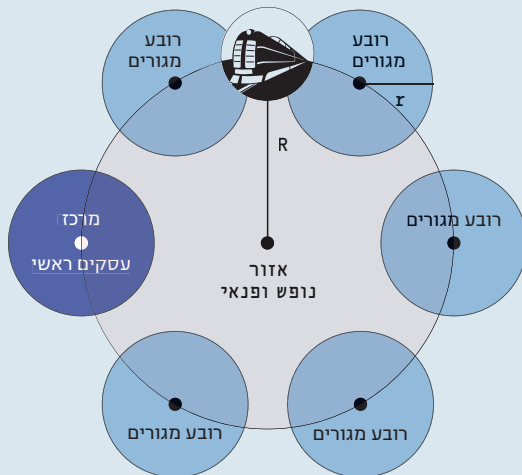 רובע
מגורים
רובע
מגורים
r
R
מרכז
עסקים ראשי
רובע מגורים
אזור
נופש ופנאי
רובע מגורים
רובע מגורים